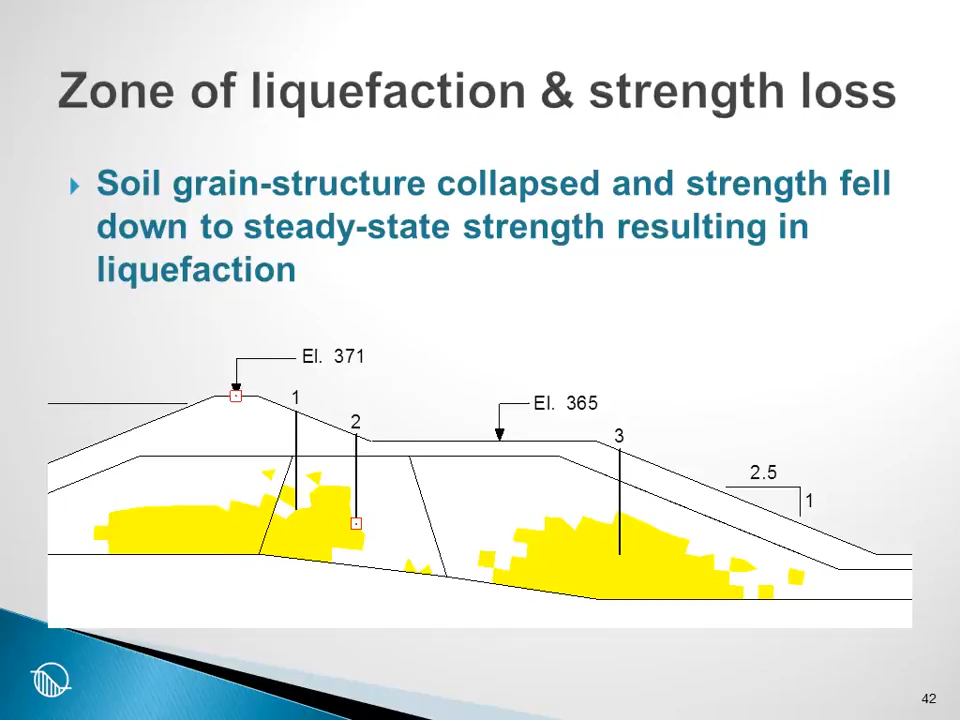 Zone of liquefaction & strength loss
Soil grain-structure collapsed and strength fell
down to steady-state strength resulting in
liquefaction
El. 371
1
El. 365
2
3
2.5
1
42